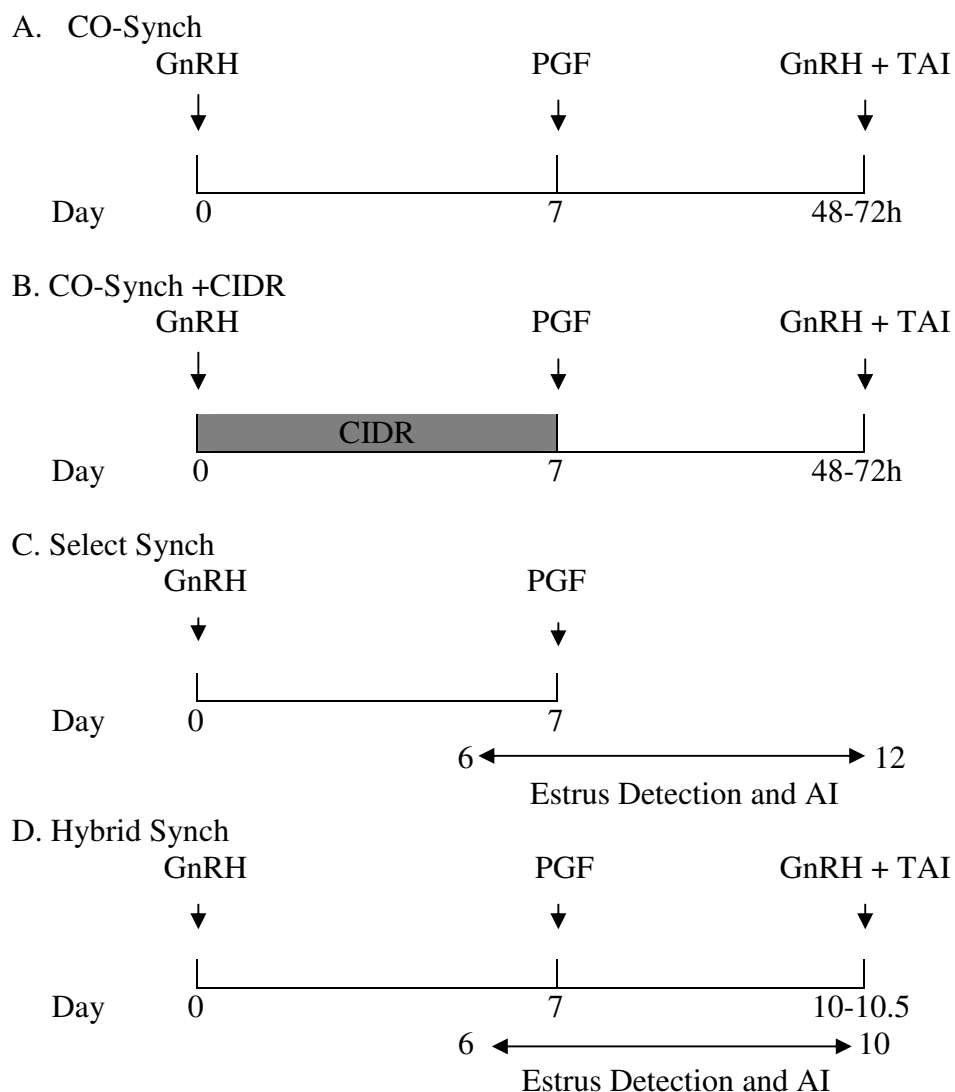 A. CO-Synch
GnRH PGF GnRH + TAI
Day 0 7 48-72h
B. CO-Synch +CIDR
GnRH PGF GnRH + TAI
CIDR
Day 0 7 48-72h
C. Select Synch
GnRH PGF
Day 0 7
6 12
Estrus Detection and AI
D. Hybrid Synch
GnRH PGF GnRH + TAI
Day 0 7 10-10.5
6 10
Estrus Detection and AI